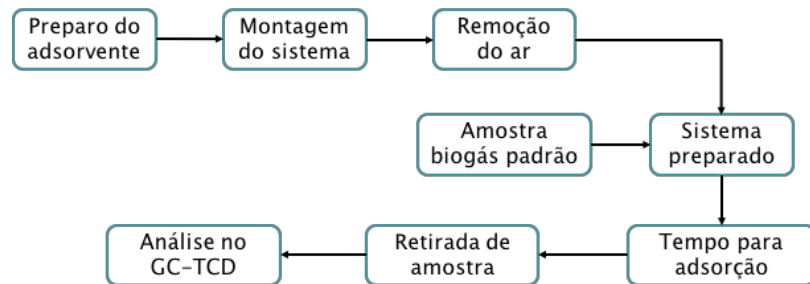 Preparo do
adsorvente
Montagem
do sistema
Remoção
do ar
Amostra
biogás padrão
Sistema
preparado
Tempo para
adsorção
Retirada de
amostra
Análise no
GC-TCD